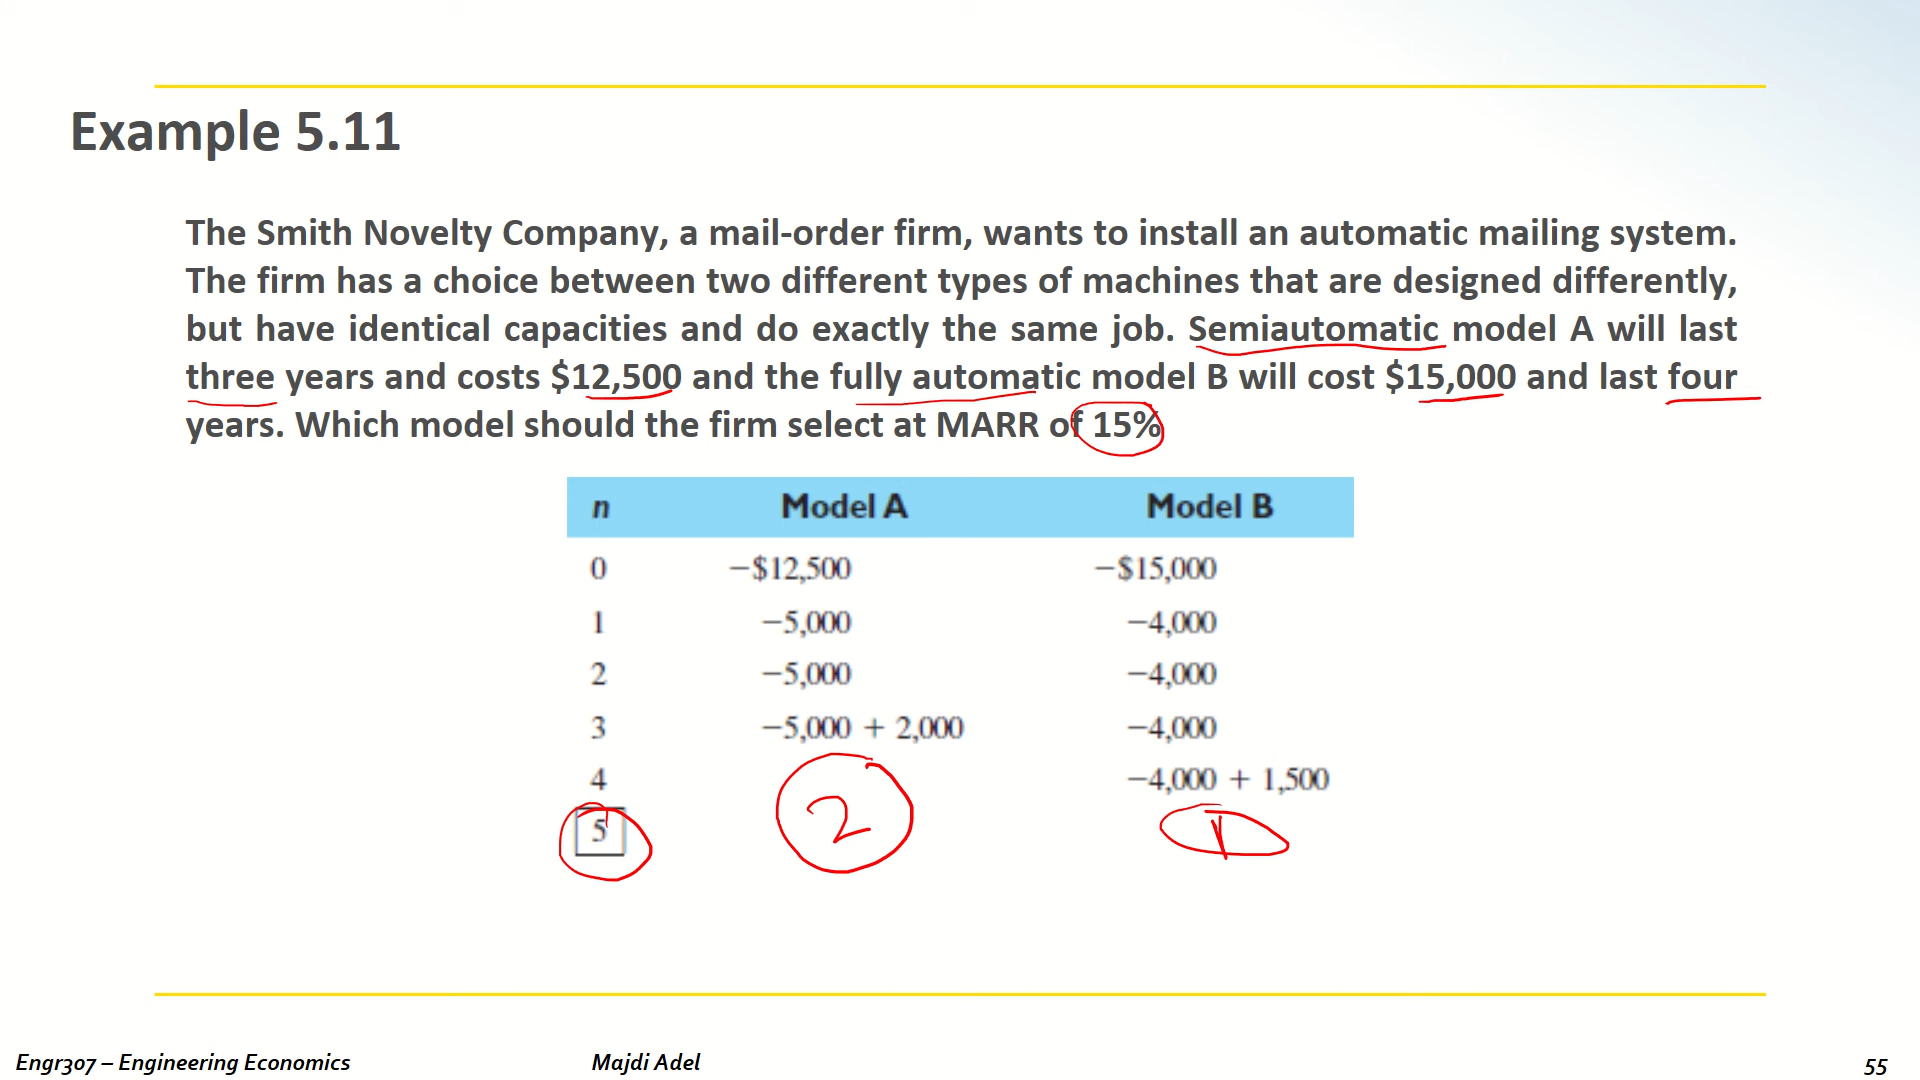 Example 5.11
The Smith Novelty Company, a mail-order firm, wants to install an automatic mailing system.
The firm has a choice between two different types of machines that are designed differently,
but have identical capacities and do exactly the same job. Semiautomatic model A will last
three years and costs $12,500 and the fully automatic model B will cost $15,000 and last four
years. Which model should the firm select at MARR of 15%
n Model A Model B
0 −$12,500 −$15,000
1 −5,000 −4,000
2 −5,000 −4,000
3 −5,000 + 2,000 −4,000
4 −4,000 + 1,500
5 2 1
Engr307 – Engineering Economics Majdi Adel 55